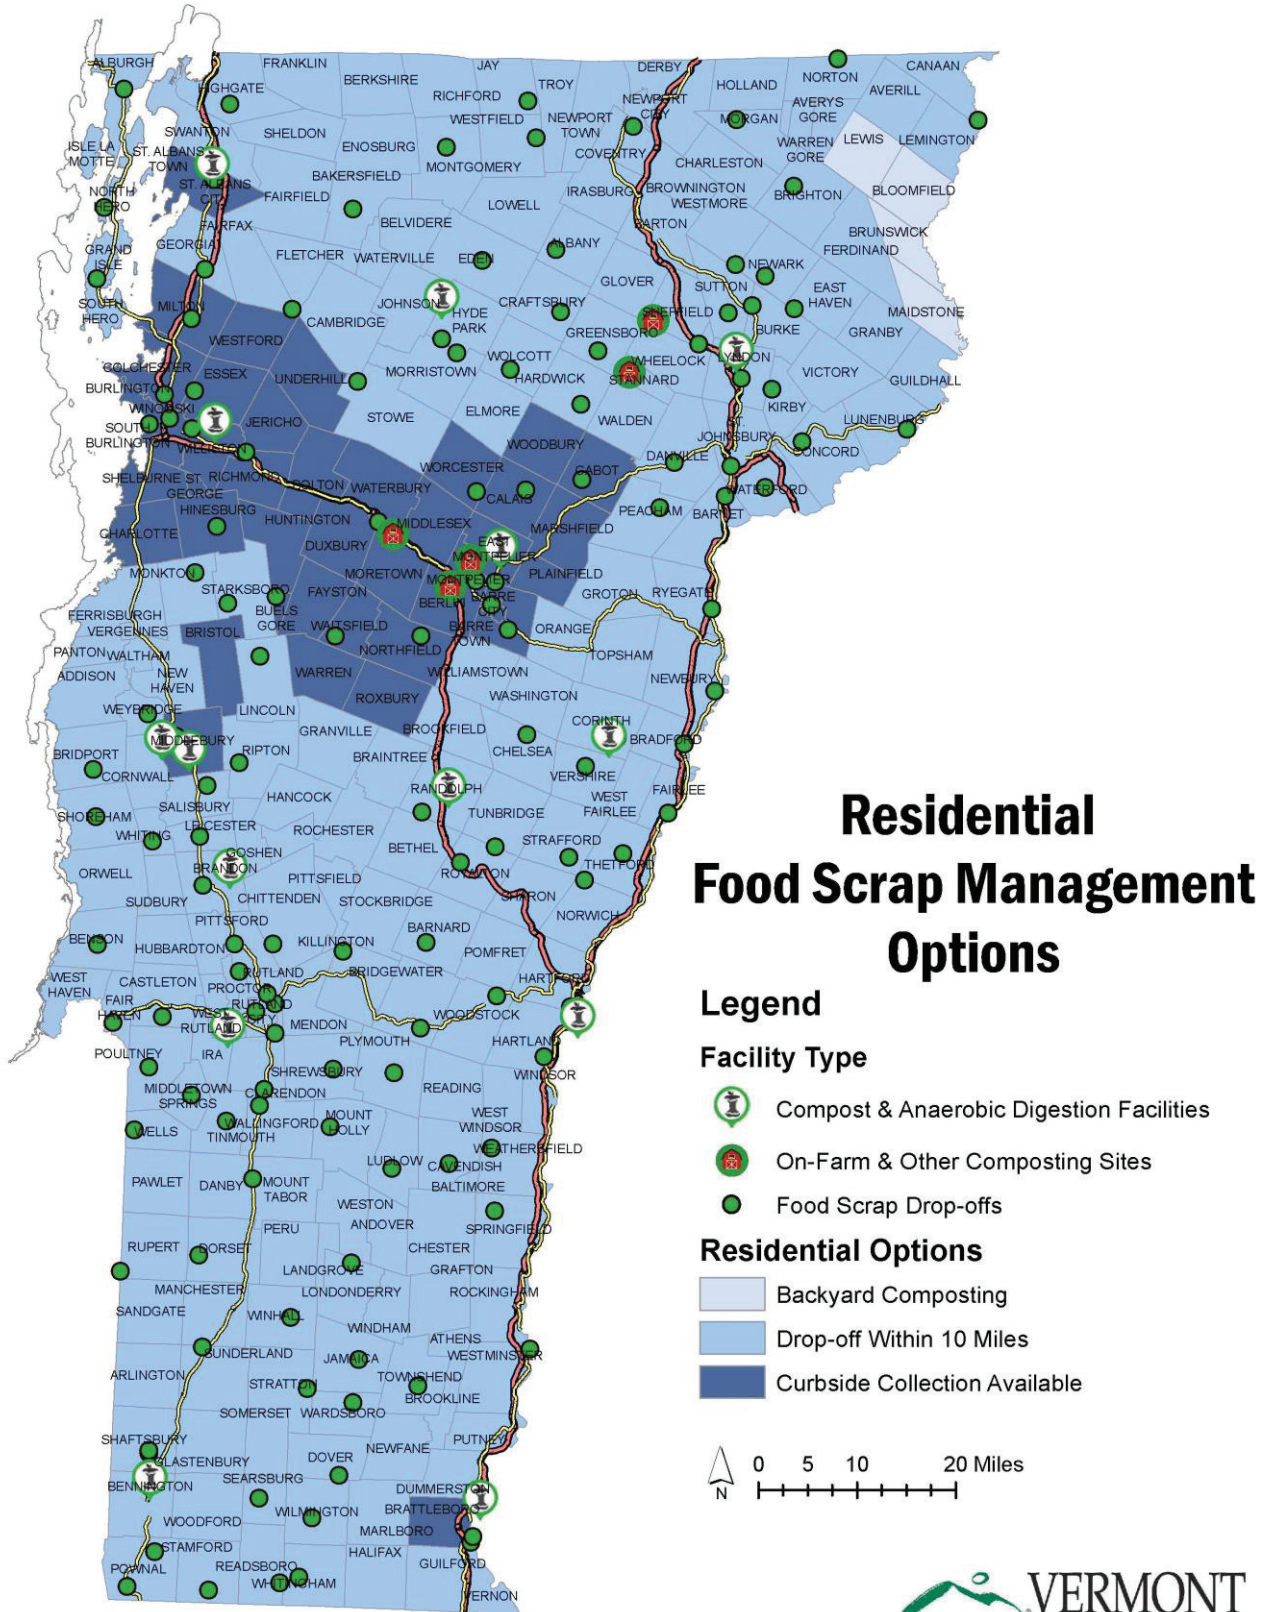 ALBURGH
FRANKLIN
BERKSHIRE
JAY
DERBY
HOLLAND
NORTON
CANAAN
HIGHGATE
RICHFORD
TROY
AVERILL
NEWPORT
CITY
AVERYS
GORE
WESTFIELD
NEWPORT
TOWN
MORGAN
SWANTON
SHELDON
ENOSBURG
WARREN
GORE
LEWIS
LEMINGTON
ISLE LA
MOTTE
ST. ALBANS
TOWN
MONTGOMERY
COVENTRY
CHARLESTON
ST. ALBANS
CITY
BAKERSFIELD
IRASBURG
BROWNINGTON
WESTMORE
BRIGHTON
BLOOMFIELD
NORTH
HERO
FAIRFIELD
LOWELL
FAIRFAX
BELVIDERE
BARTON
BRUNSWICK
GEORGIA
ALBANY
FERDINAND
GRAND
ISLE
FLETCHER
WATERVILLE
EDEN
NEWARK
GLOVER
SUTTON
EAST
HAVEN
SOUTH
HERO
MILTON
JOHNSON
CRAFTSBURY
SHEFFIELD
MAIDSTONE
CAMBRIDGE
HYDE
PARK
GREENSBORO
BURKE
GRANBY
WESTFORD
WOLCOTT
WHEELOCK
LYNDON
COLCHESTER
ESSEX
UNDERHILL
MORRISTOWN
HARDWICK
STANNARD
VICTORY
GUILDHALL
BURLINGTON
WINOOSKI
JERICHO
STOWE
ELMORE
WALDEN
KIRBY
LUNENBURG
SOUTH
BURLINGTON
WILLISTON
WOODBURY
ST.
JOHNSBURY
CONCORD
SHELBURNE
ST.
GEORGE
RICHMOND
BOLTON
WATERBURY
WORCESTER
CABOT
DANVILLE
CALAIS
WATERFORD
HINESBURG
HUNTINGTON
MIDDLESEX
MARSHFIELD
PEACHAM
BARNET
CHARLOTTE
DUXBURY
EAST
MONTPELIER
MONKTON
MORETOWN
MONTPELIER
PLAINFIELD
STARKSBORO
FAYSTON
BERLIN
BARRE
CITY
GROTON
RYEGATE
FERRISBURGH
BUELS
GORE
VERGENNES
BRISTOL
WAITSFIELD
BARRE
TOWN
ORANGE
PANTON
WALTHAM
NORTHFIELD
TOPSHAM
ADDISON
NEW
HAVEN
WARREN
WILLIAMSTOWN
NEWBURY
ROXBURY
WASHINGTON
WEYBRIDGE
LINCOLN
GRANVILLE
BROOKFIELD
CORINTH
BRIDPORT
MIDDLEBURY
RIPTON
BRAINTREE
CHELSEA
BRADFORD
CORNWALL
VERSHIRE
HANCOCK
RANDOLPH
WEST
FAIRLEE
FAIRLEE
SHOREHAM
SALISBURY
TUNBRIDGE
WHITING
LEICESTER
ROCHESTER
STRAFFORD
GOSHEN
BETHEL
THETFORD
ORWELL
BRANDON
PITTSFIELD
ROYALTON
SUDBURY
CHITTENDEN
STOCKBRIDGE
SHARON
PITTSFORD
NORWICH
BENSON
HUBBARDTON
KILLINGTON
BARNARD
POMFRET
WEST
HAVEN
CASTLETON
RUTLAND
BRIDGEWATER
HARTFORD
PROCTOR
FAIR
HAVEN
WEST
RUTLAND
RUTLAND
CITY
MENDON
WOODSTOCK
POULTNEY
IRA
PLYMOUTH
HARTLAND
SHREWSBURY
WINDSOR
MIDDLETOWN
SPRINGS
CLARENDON
READING
WELLS
TINMOUTH
WALLINGFORD
MOUNT
HOLLY
WEST
WINDSOR
WEATHERSFIELD
LUDLOW
CAVENDISH
PAWLET
DANBY
MOUNT
TABOR
BALTIMORE
WESTON
PERU
ANDOVER
SPRINGFIELD
RUPERT
DORSET
CHESTER
LANDGROVE
GRAFTON
MANCHESTER
LONDONDERRY
ROCKINGHAM
SANDGATE
WINHALL
WINDHAM
ATHENS
SUNDERLAND
JAMAICA
WESTMINSTER
ARLINGTON
STRATTON
TOWNSHEND
BROOKLINE
SOMERSET
WARDSBORO
SHAFTSBURY
NEWFANE
PUTNEY
GLASTENBURY
DOVER
BENNINGTON
SEARSBURG
DUMMERSTON
WOODFORD
WILMINGTON
BRATTLEBORO
MARLBORO
STAMFORD
HALIFAX
POWNAL
READSBORO
GUILFORD
WHITINGHAM
VERNON
Residential
Food Scrap Management
Options
Legend
Facility Type
Compost & Anaerobic Digestion Facilities
On-Farm & Other Composting Sites
Food Scrap Drop-offs
Residential Options
Backyard Composting
Drop-off Within 10 Miles
Curbside Collection Available
N
0 5 10 20 Miles
VERMONT